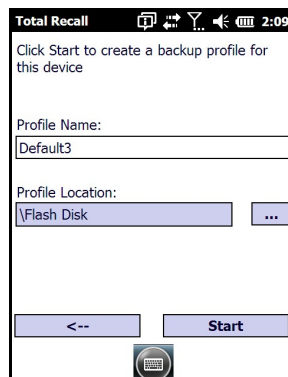 Total Recall 2:09
Click Start to create a backup profile for
this device
Profile Name:
Default3
Profile Location:
\Flash Disk ...
<-- Start